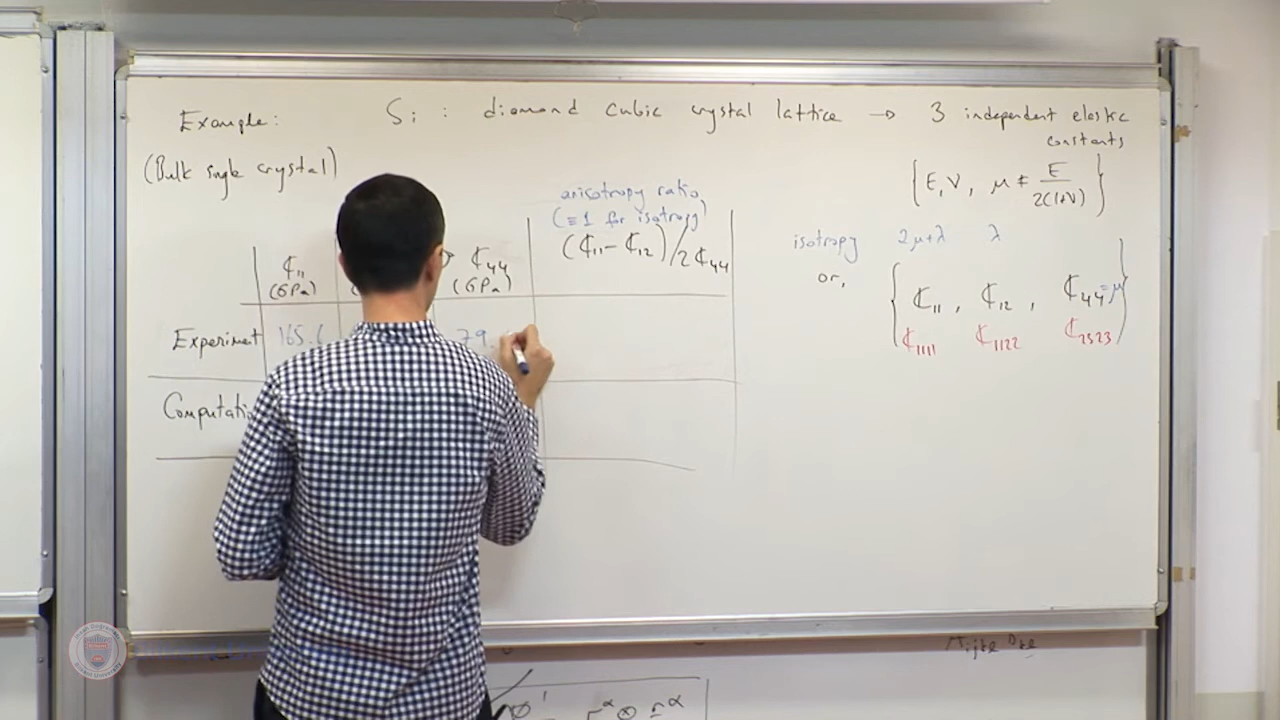 Example: Si : diamond cubic crystal lattice → 3 independent elastic constants
(Bulk single crystal)
{E, ν, μ ≠ E/2(1+ν)}
anisotropy ratio
(≡ 1 for isotropy)
ℂ₁₁ (GPa)
ℂ₄₄ (GPa)
(ℂ₁₁ - ℂ₁₂)/2ℂ₄₄
isotropy 2μ+λ λ
or, {ℂ₁₁, ℂ₁₂, ℂ₄₄=μ}
ℂ₁₁₁₁ ℂ₁₁₂₂ ℂ₂₃₂₃
Experiment 165.6 79.